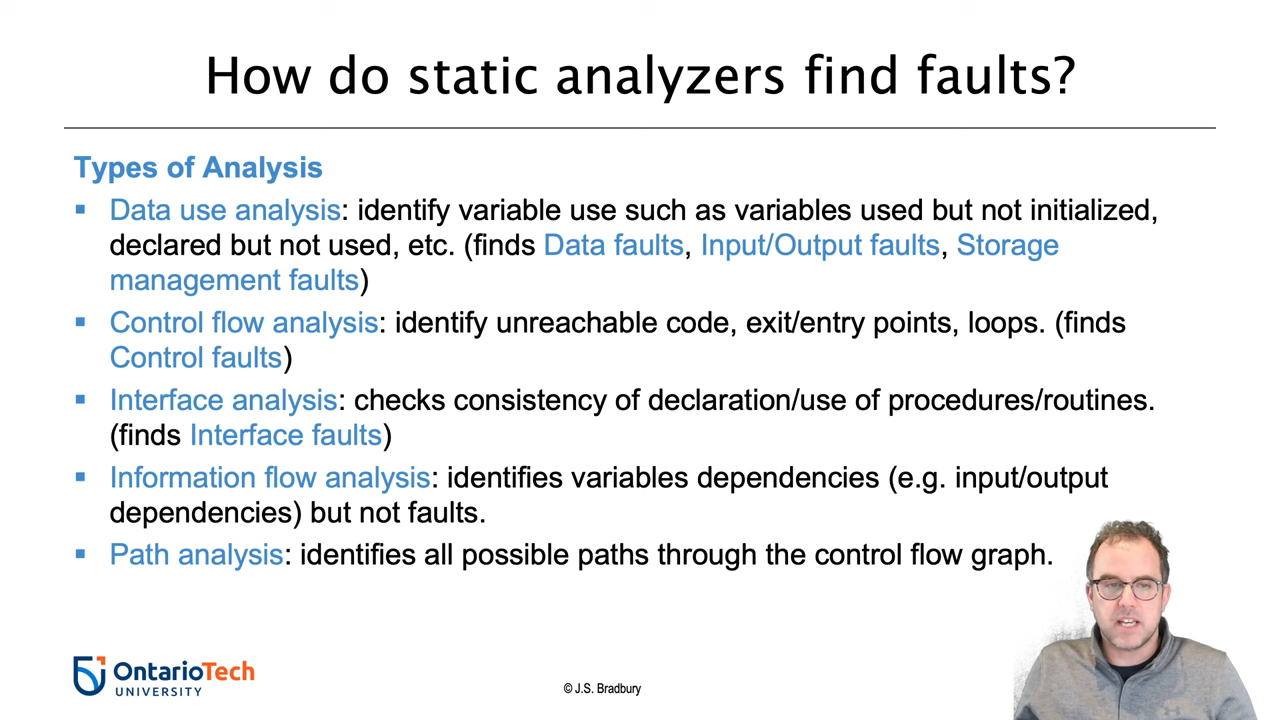 How do static analyzers find faults?
Types of Analysis
▪ Data use analysis: identify variable use such as variables used but not initialized,
declared but not used, etc. (finds Data faults, Input/Output faults, Storage
management faults)
▪ Control flow analysis: identify unreachable code, exit/entry points, loops. (finds
Control faults)
▪ Interface analysis: checks consistency of declaration/use of procedures/routines.
(finds Interface faults)
▪ Information flow analysis: identifies variables dependencies (e.g. input/output
dependencies) but not faults.
▪ Path analysis: identifies all possible paths through the control flow graph.
OntarioTech
UNIVERSITY
© J.S. Bradbury